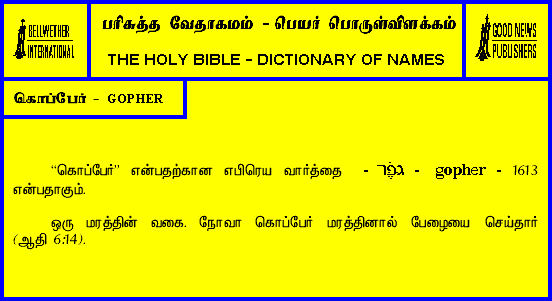 BELLWETHER
INTERNATIONAL
பரிசுத்த வேதாகமம் - பெயர் பொருள்விளக்கம்
THE HOLY BIBLE - DICTIONARY OF NAMES
GOOD NEWS
PUBLISHERS
கொப்பேர் - GOPHER
“கொப்பேர்” என்பதற்கான எபிரெய வார்த்தை - גֹּפֶר - gopher - 1613
என்பதாகும்.
ஒரு மரத்தின் வகை. நோவா கொப்பேர் மரத்தினால் பேழையை செய்தார்
(ஆதி 6:14).